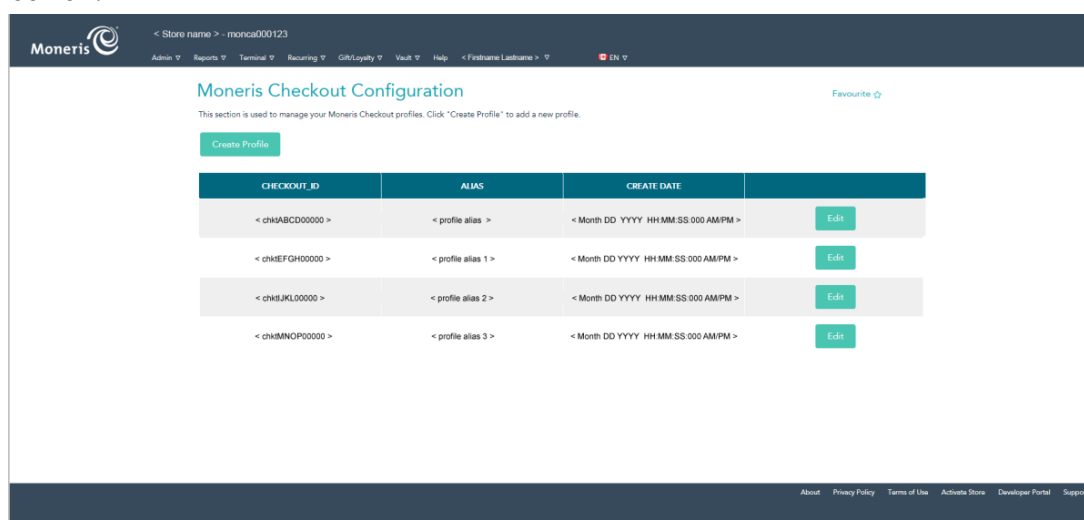 Moneris
< Store name > - monca000123
Admin ▽ Reports ▽ Terminal ▽ Recurring ▽ Gift/Loyalty ▽ Vault ▽ Help < Firstname Lastname > ▽ EN ▽
Moneris Checkout Configuration
Favourite ☆
This section is used to manage your Moneris Checkout profiles. Click "Create Profile" to add a new profile.
Create Profile
CHECKOUT_ID ALIAS CREATE DATE
< chktABCD00000 > < profile alias > < Month DD YYYY HH:MM:SS:000 AM/PM > Edit
< chktEFGH00000 > < profile alias 1 > < Month DD YYYY HH:MM:SS:000 AM/PM > Edit
< chktIJKL00000 > < profile alias 2 > < Month DD YYYY HH:MM:SS:000 AM/PM > Edit
< chktMNOP00000 > < profile alias 3 > < Month DD YYYY HH:MM:SS:000 AM/PM > Edit
About Privacy Policy Terms of Use Activate Store Developer Portal Suppo